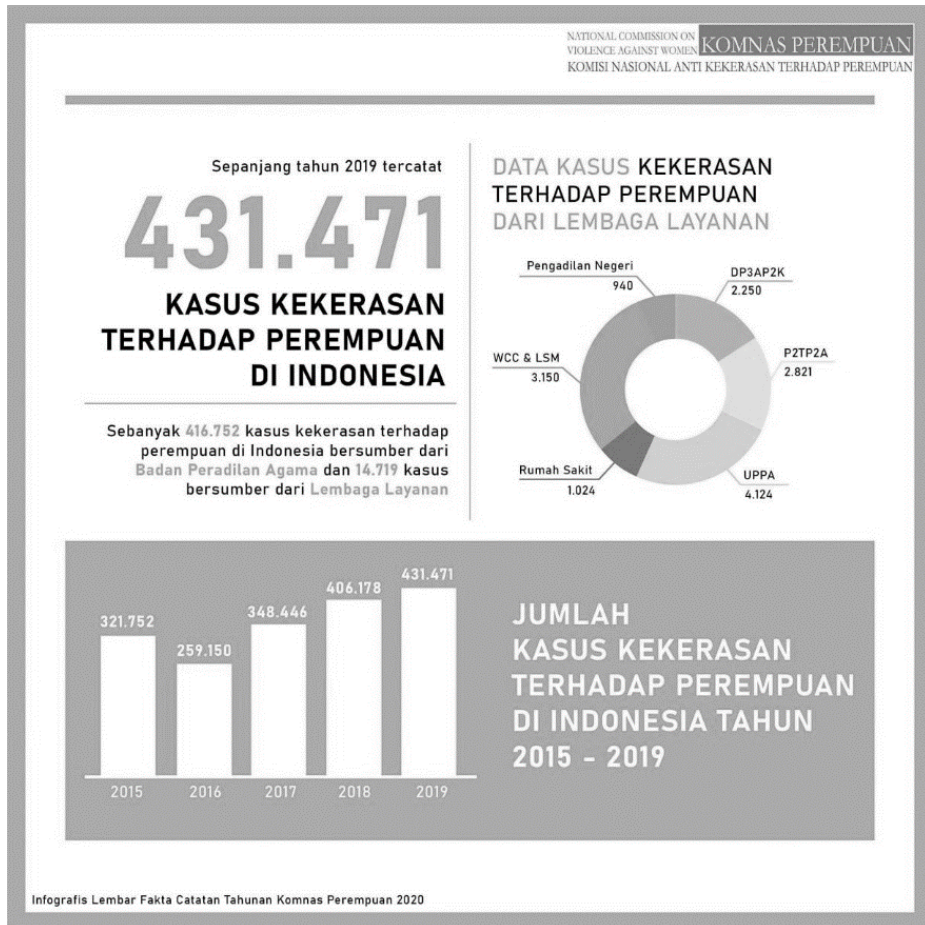 NATIONAL COMMISSION ON
VIOLENCE AGAINST WOMEN
KOMNAS PEREMPUAN
KOMISI NASIONAL ANTI KEKERASAN TERHADAP PEREMPUAN
Sepanjang tahun 2019 tercatat
431.471
KASUS KEKERASAN
TERHADAP PEREMPUAN
DI INDONESIA
Sebanyak 416.752 kasus kekerasan terhadap
perempuan di Indonesia bersumber dari
Badan Peradilan Agama dan 14.719 kasus
bersumber dari Lembaga Layanan
DATA KASUS KEKERASAN
TERHADAP PEREMPUAN
DARI LEMBAGA LAYANAN
Pengadilan Negeri
940
DP3AP2K
2.250
WCC & LSM
3.150
P2TP2A
2.821
Rumah Sakit
1.024
UPPA
4.124
321.752
259.150
348.446
406.178
431.471
2015
2016
2017
2018
2019
JUMLAH
KASUS KEKERASAN
TERHADAP PEREMPUAN
DI INDONESIA TAHUN
2015 - 2019
Infografis Lembar Fakta Catatan Tahunan Komnas Perempuan 2020